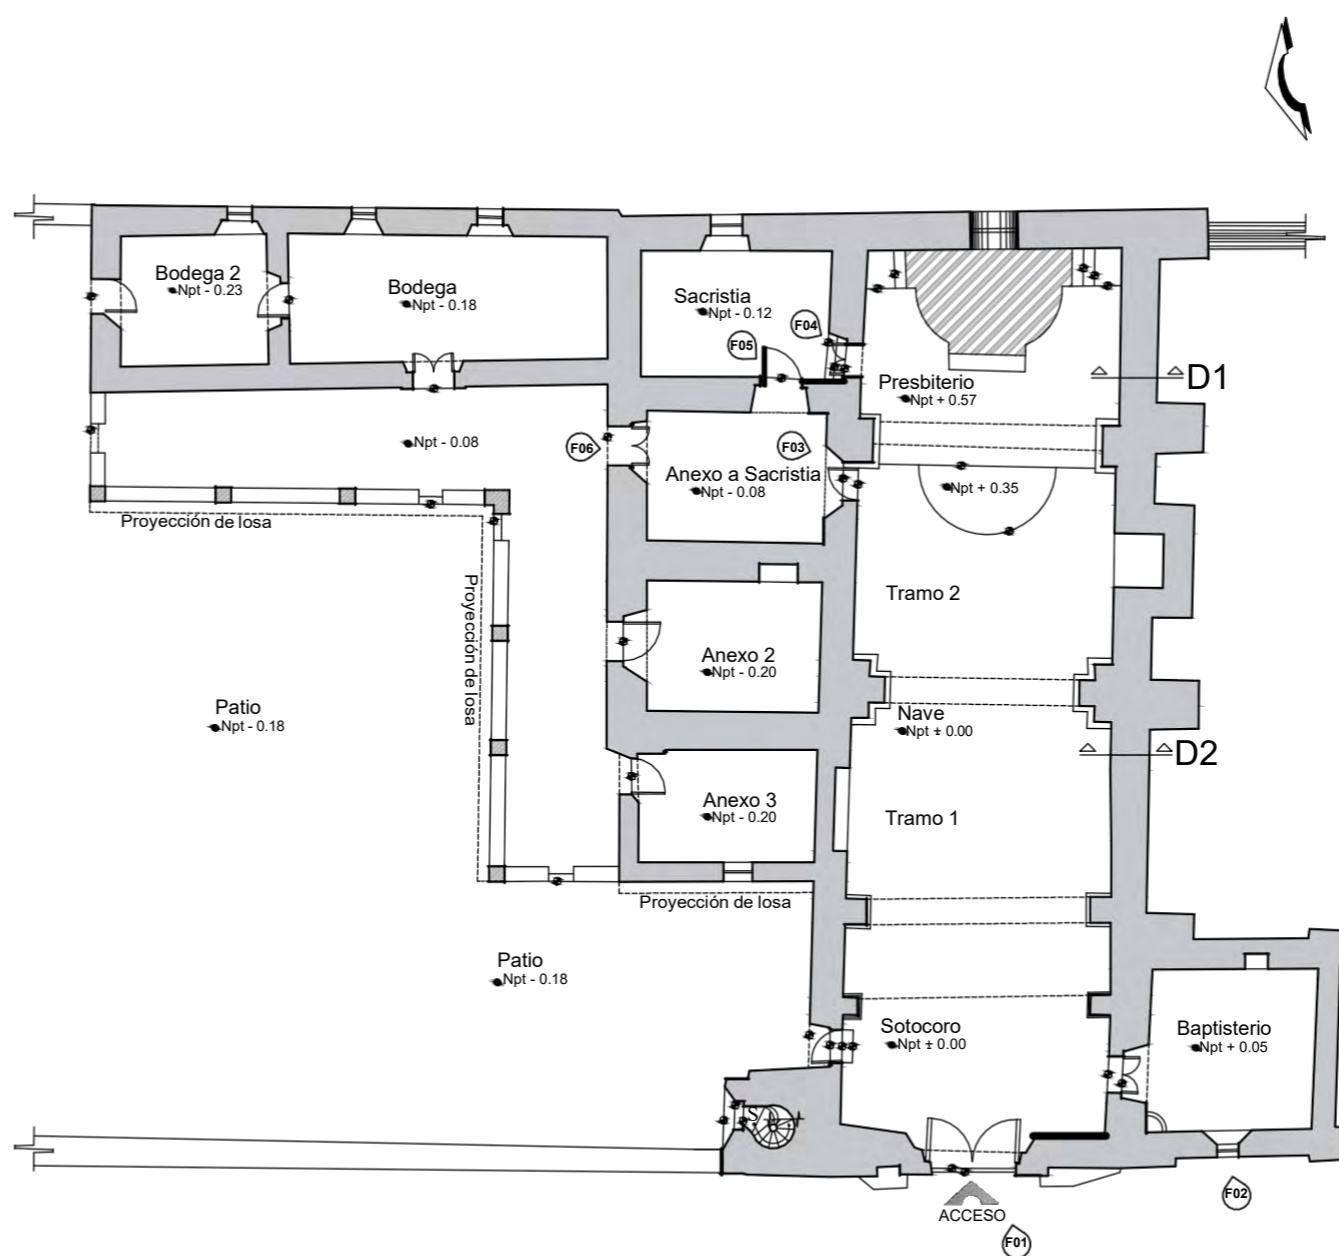 Bodega 2
Npt - 0.23
Bodega
Npt - 0.18
Sacristia
Npt - 0.12
F04
F05
Presbiterio
Npt + 0.57
D1
Npt - 0.08
F06
F03
Anexo a Sacristia
Npt - 0.08
Npt + 0.35
Proyección de losa
Proyección de losa
Tramo 2
Anexo 2
Npt - 0.20
Patio
Npt - 0.18
Nave
Npt ± 0.00
D2
Anexo 3
Npt - 0.20
Tramo 1
Proyección de losa
Patio
Npt - 0.18
Sotocoro
Npt ± 0.00
Baptisterio
Npt + 0.05
S
ACCESO
F02
F01